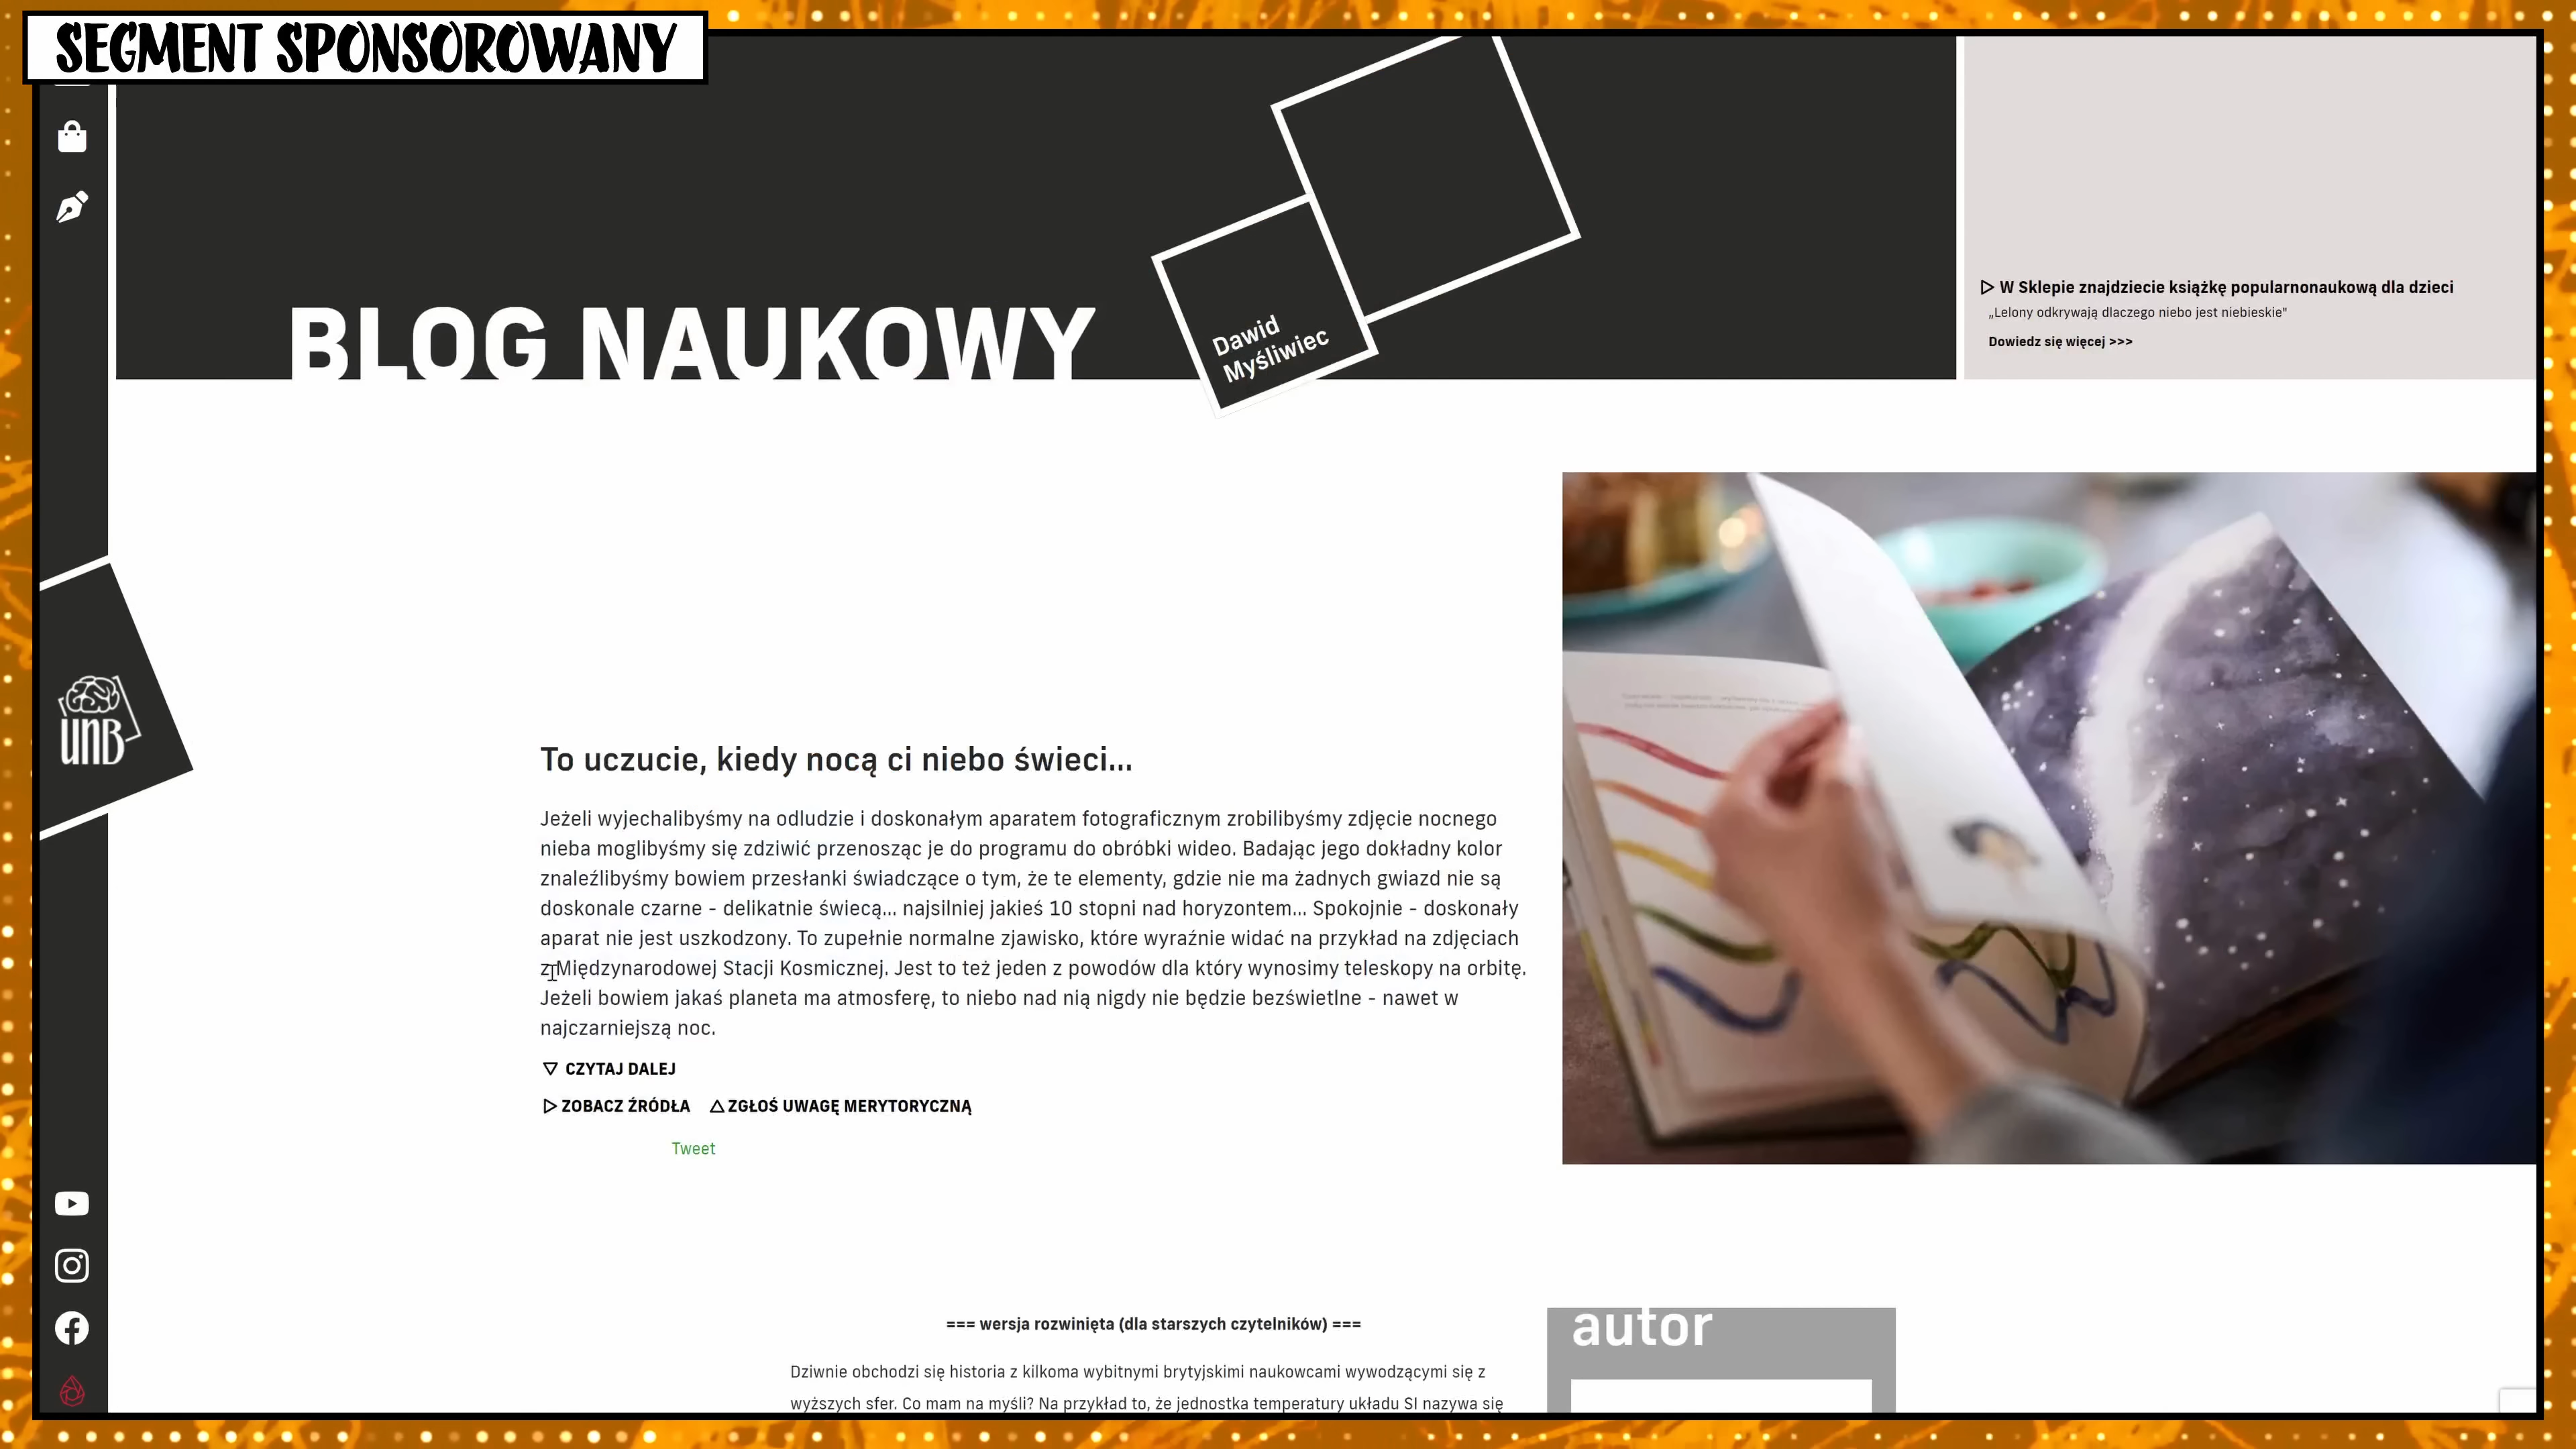 SEGMENT SPONSOROWANY
BLOG NAUKOWY
Dawid
Myśliwiec
W Sklepie znajdziecie książkę popularnonaukową dla dzieci
„Lelony odkrywają dlaczego niebo jest niebieskie"
Dowiedz się więcej >>>
UNB
To uczucie, kiedy nocą ci niebo świeci...
Jeżeli wyjechalibyśmy na odludzie i doskonałym aparatem fotograficznym zrobilibyśmy zdjęcie nocnego
nieba moglibyśmy się zdziwić przenosząc je do programu do obróbki wideo. Badając jego dokładny kolor
znaleźlibyśmy bowiem przesłanki świadczące o tym, że te elementy, gdzie nie ma żadnych gwiazd nie są
doskonale czarne - delikatnie świecą... najsilniej jakieś 10 stopni nad horyzontem... Spokojnie - doskonały
aparat nie jest uszkodzony. To zupełnie normalne zjawisko, które wyraźnie widać na przykład na zdjęciach
z Międzynarodowej Stacji Kosmicznej. Jest to też jeden z powodów dla który wynosimy teleskopy na orbitę.
Jeżeli bowiem jakaś planeta ma atmosferę, to niebo nad nią nigdy nie będzie bezświetlne - nawet w
najczarniejszą noc.
CZYTAJ DALEJ
ZOBACZ ŹRÓDŁA ZGŁOŚ UWAGĘ MERYTORYCZNĄ
Tweet
=== wersja rozwinięta (dla starszych czytelników) ===
autor
Dziwnie obchodzi się historia z kilkoma wybitnymi brytyjskimi naukowcami wywodzącymi się z
wyższych sfer. Co mam na myśli? Na przykład to, że jednostka temperatury układu SI nazywa się